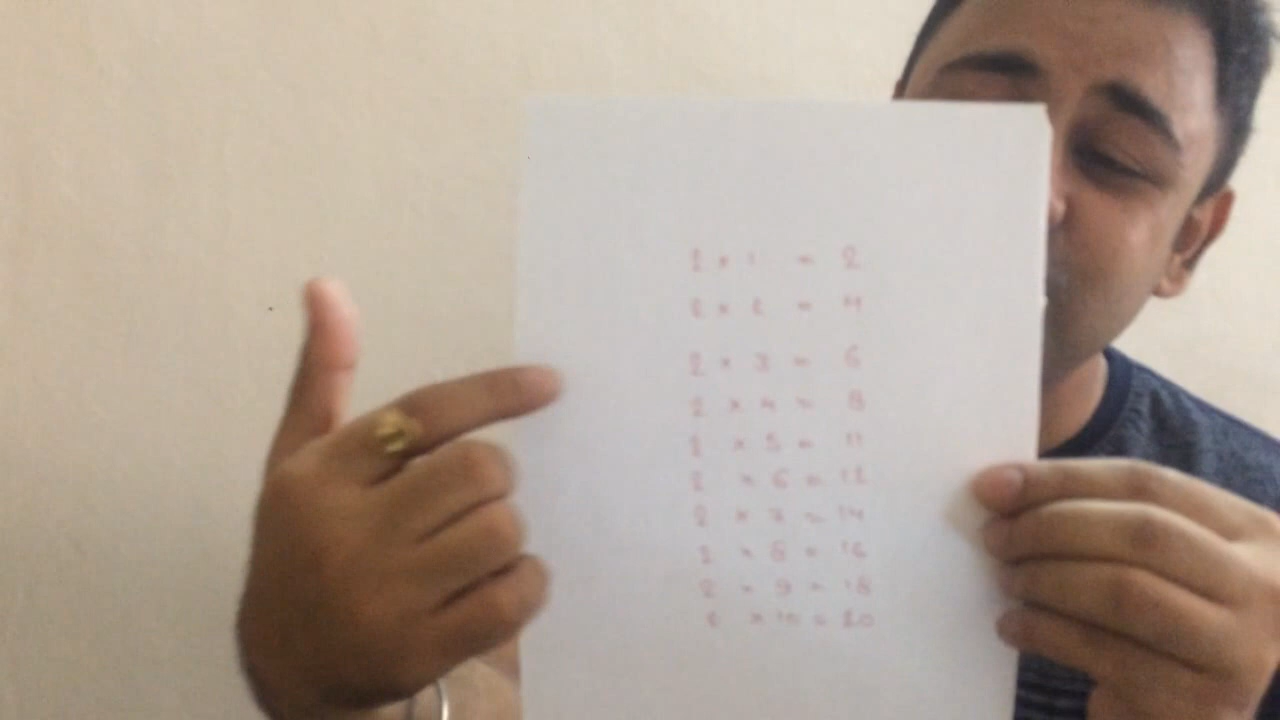 2 × 1 = 2
2 × 2 = 4
2 × 3 = 6
2 × 4 = 8
2 × 5 = 11
2 × 6 = 12
2 × 7 = 14
2 × 8 = 16
2 × 9 = 18
2 × 10 = 20